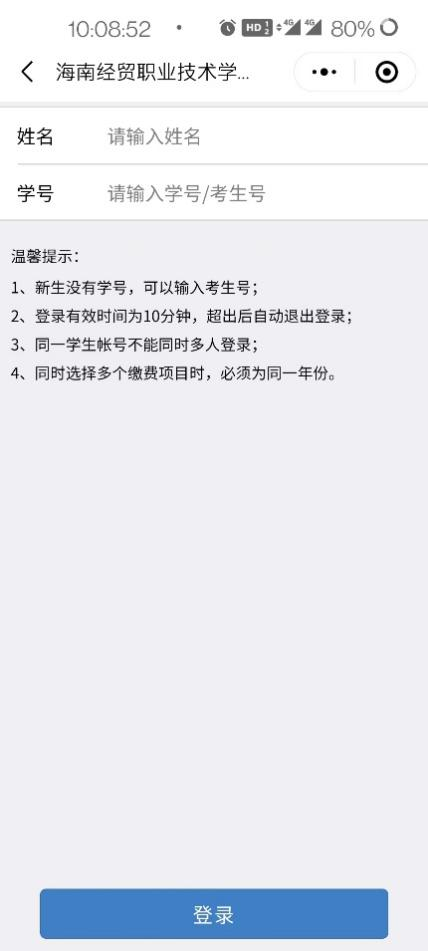 10:08:52
HD 1 2 4G 4G 80%
海南经贸职业技术学...
姓名 请输入姓名
学号 请输入学号/考生号
温馨提示：
1、新生没有学号，可以输入考生号；
2、登录有效时间为10分钟，超出后自动退出登录；
3、同一学生帐号不能同时多人登录；
4、同时选择多个缴费项目时，必须为同一年份。
登录